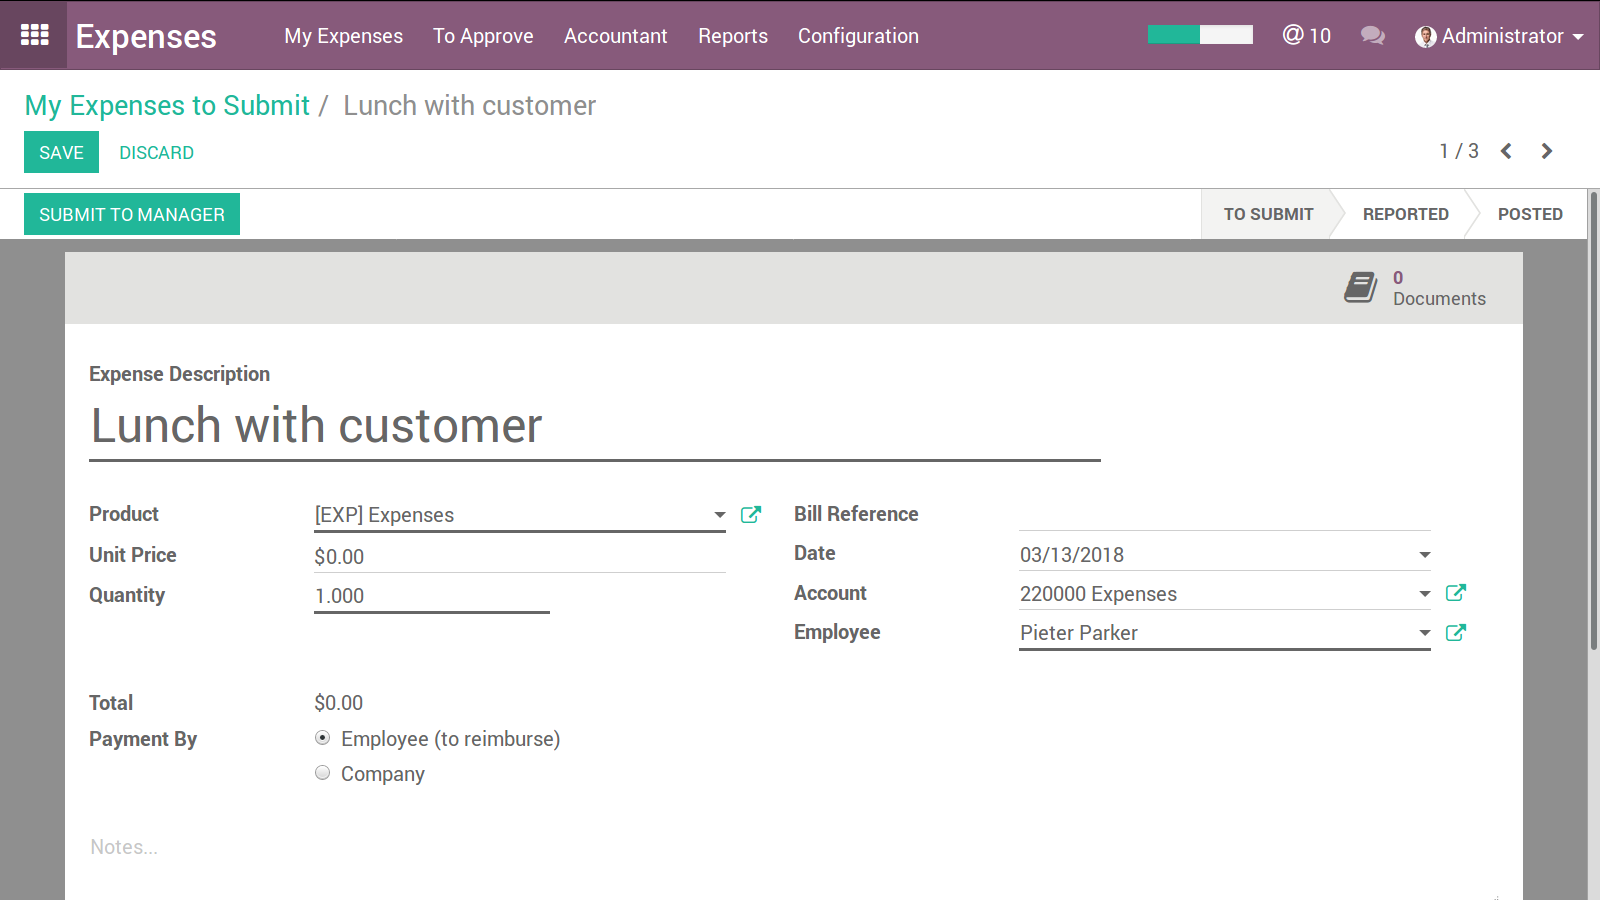 Expenses My Expenses To Approve Accountant Reports Configuration @ 10 Administrator
My Expenses to Submit / Lunch with customer
SAVE DISCARD 1 / 3
SUBMIT TO MANAGER TO SUBMIT REPORTED POSTED
0
Documents
Expense Description
Lunch with customer
Product [EXP] Expenses Bill Reference
Unit Price $0.00 Date 03/13/2018
Quantity 1.000 Account 220000 Expenses
Employee Pieter Parker
Total $0.00
Payment By Employee (to reimburse)
Company
Notes...